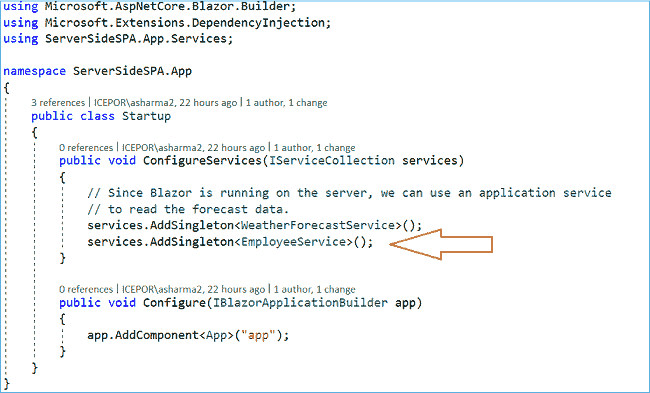 using Microsoft.AspNetCore.Blazor.Builder;
using Microsoft.Extensions.DependencyInjection;
using ServerSideSPA.App.Services;

namespace ServerSideSPA.App
{
3 references | ICEPOR\asharma2, 22 hours ago | 1 author, 1 change
public class Startup
{
0 references | ICEPOR\asharma2, 22 hours ago | 1 author, 1 change
public void ConfigureServices(IServiceCollection services)
{
// Since Blazor is running on the server, we can use an application service
// to read the forecast data.
services.AddSingleton<WeatherForecastService>();
services.AddSingleton<EmployeeService>();
}

0 references | ICEPOR\asharma2, 22 hours ago | 1 author, 1 change
public void Configure(IBlazorApplicationBuilder app)
{
app.AddComponent<App>("app");
}
}
}